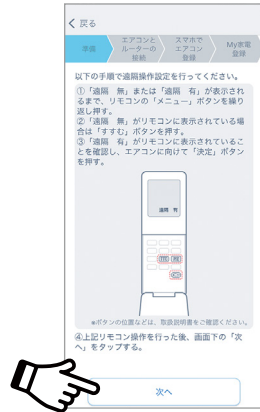 戻る
準備
エアコンと
ルーターの
接続
スマホで
エアコン
登録
My家電
登録
以下の手順で遠隔操作設定を行ってください。
①「遠隔 無」または「遠隔 有」が表示され
るまで、リモコンの「メニュー」ボタンを繰り
返し押す。
②「遠隔 無」がリモコンに表示されている場
合は「すすむ」ボタンを押す。
③「遠隔 有」がリモコンに表示されているこ
とを確認し、エアコンに向けて「決定」ボタン
を押す。
遠隔 有
※ボタンの位置などは、取扱説明書をご確認ください。
④上記リモコン操作を行った後、画面下の「次
へ」をタップする。
次へ